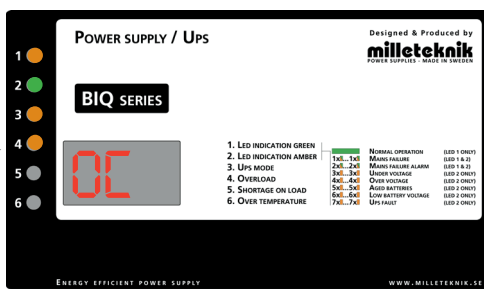 POWER SUPPLY / UPS
Designed & Produced by
milleteknik
POWER SUPPLIES - MADE IN SWEDEN
BIQ SERIES
1
2
3
4
5
6
OC
1. LED INDICATION GREEN
2. LED INDICATION AMBER
3. UPS MODE
4. OVERLOAD
5. SHORTAGE ON LOAD
6. OVER TEMPERATURE
NORMAL OPERATION (LED 1 ONLY)
1x...1x MAINS FAILURE (LED 1 & 2)
2x...2x MAINS FAILURE ALARM (LED 1 & 2)
3x...3x UNDER VOLTAGE (LED 2 ONLY)
4x...4x OVER VOLTAGE (LED 2 ONLY)
5x...5x AGED BATTERIES (LED 2 ONLY)
6x...6x LOW BATTERY VOLTAGE (LED 2 ONLY)
7x...7x UPS FAULT (LED 2 ONLY)
ENERGY EFFICIENT POWER SUPPLY
WWW.MILLETEKNIK.SE